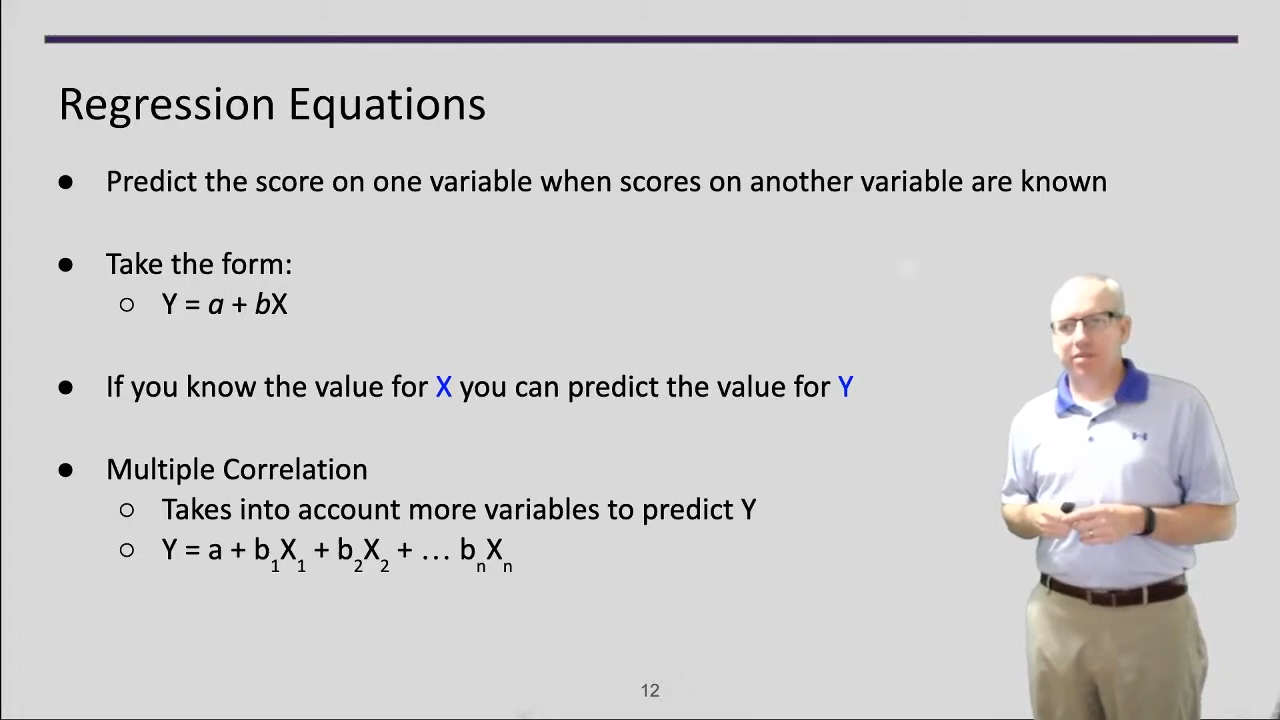 Regression Equations
● Predict the score on one variable when scores on another variable are known
● Take the form:
○ Y = a + bX
● If you know the value for X you can predict the value for Y
● Multiple Correlation
○ Takes into account more variables to predict Y
○ Y = a + b₁X₁ + b₂X₂ + … bₙXₙ
12